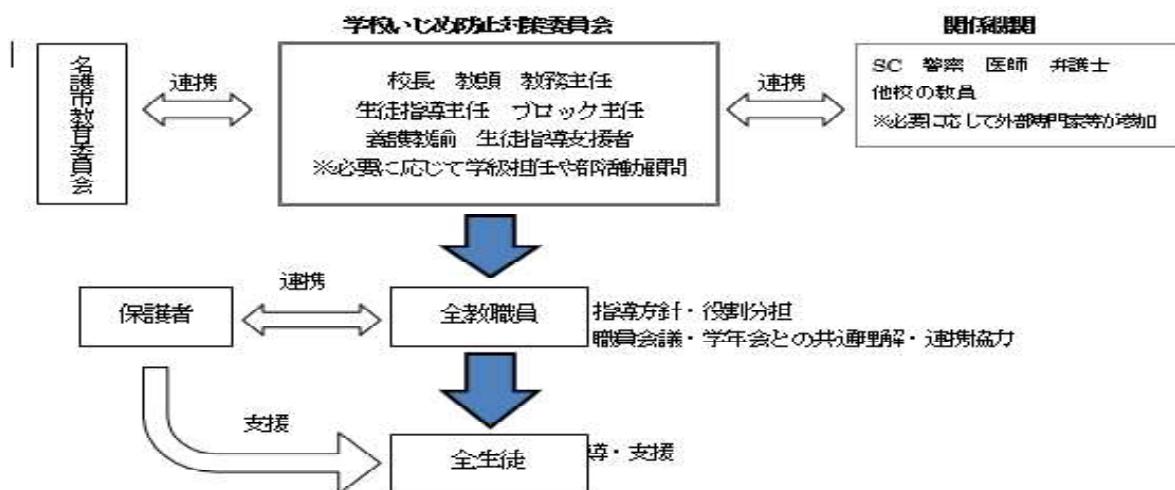 学校いじめ防止対策委員会
関係機関
名護市教育委員会
連携
校長 教頭 教務主任
生徒指導主任 ブロック主任
養護教諭 生徒指導支援者
※必要に応じて学級担任や部活動顧問
連携
SC 警察 医師 弁護士
他校の教員
※必要に応じて外部専門家等が参加
保護者
連携
全教職員
指導方針・役割分担
職員会議・学年会との共通理解・連携協力
支援
全生徒
導・支援